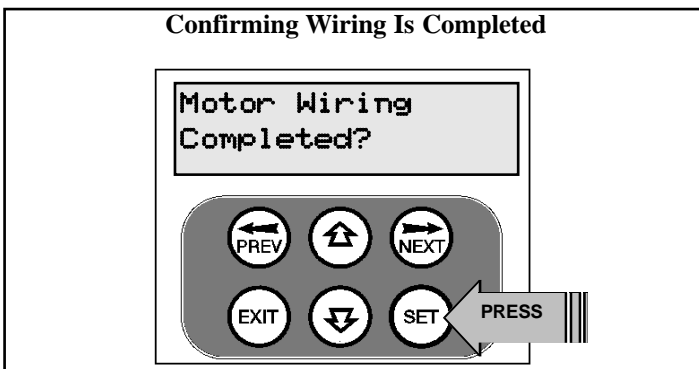 Confirming Wiring Is Completed
Motor Wiring
Completed?
PREV
NEXT
EXIT
SET
PRESS